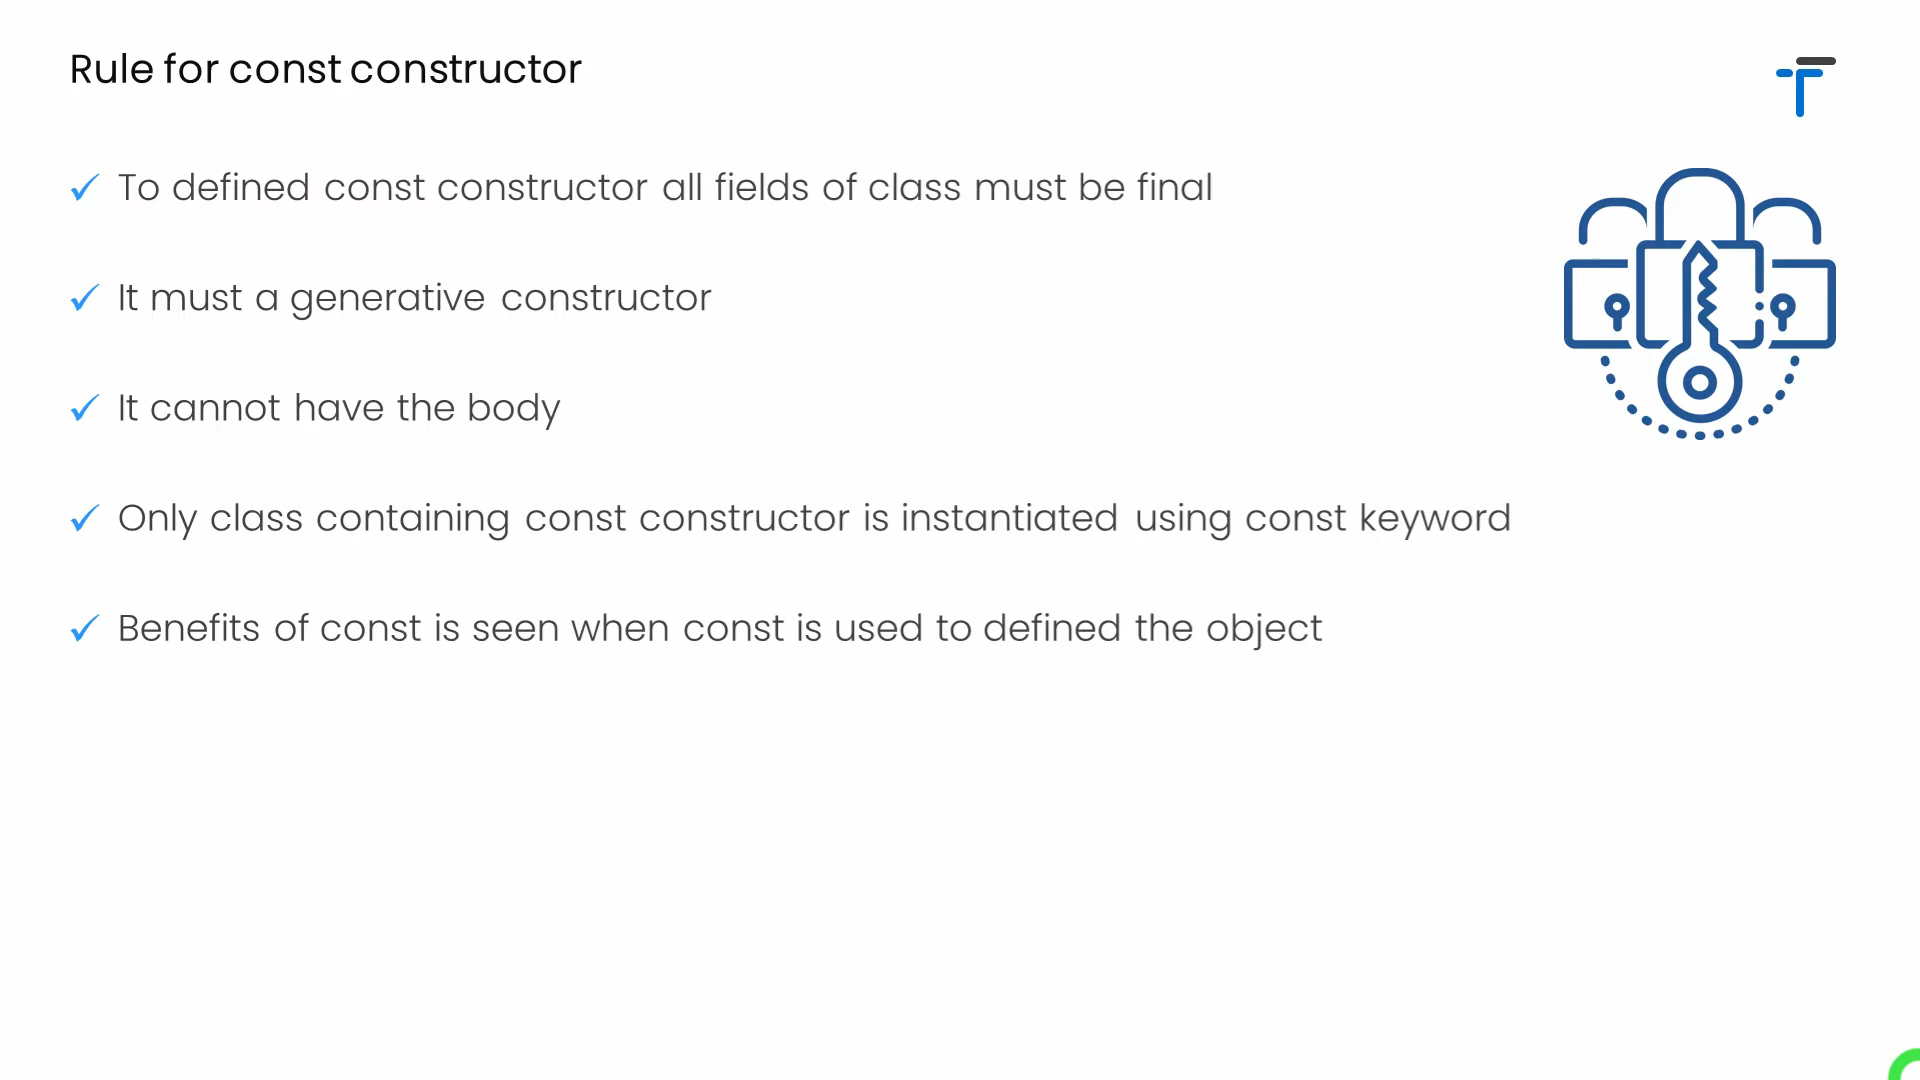 Rule for const constructor
To defined const constructor all fields of class must be final
It must a generative constructor
It cannot have the body
Only class containing const constructor is instantiated using const keyword
Benefits of const is seen when const is used to defined the object